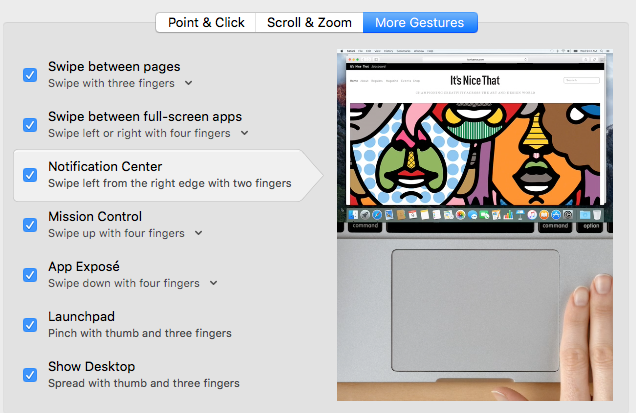 Point & Click
Scroll & Zoom
More Gestures
Swipe between pages
Swipe with three fingers
Swipe between full-screen apps
Swipe left or right with four fingers
Notification Center
Swipe left from the right edge with two fingers
Mission Control
Swipe up with four fingers
App Exposé
Swipe down with four fingers
Launchpad
Pinch with thumb and three fingers
Show Desktop
Spread with thumb and three fingers
It's Nice That
It's Nice That
command
command
option